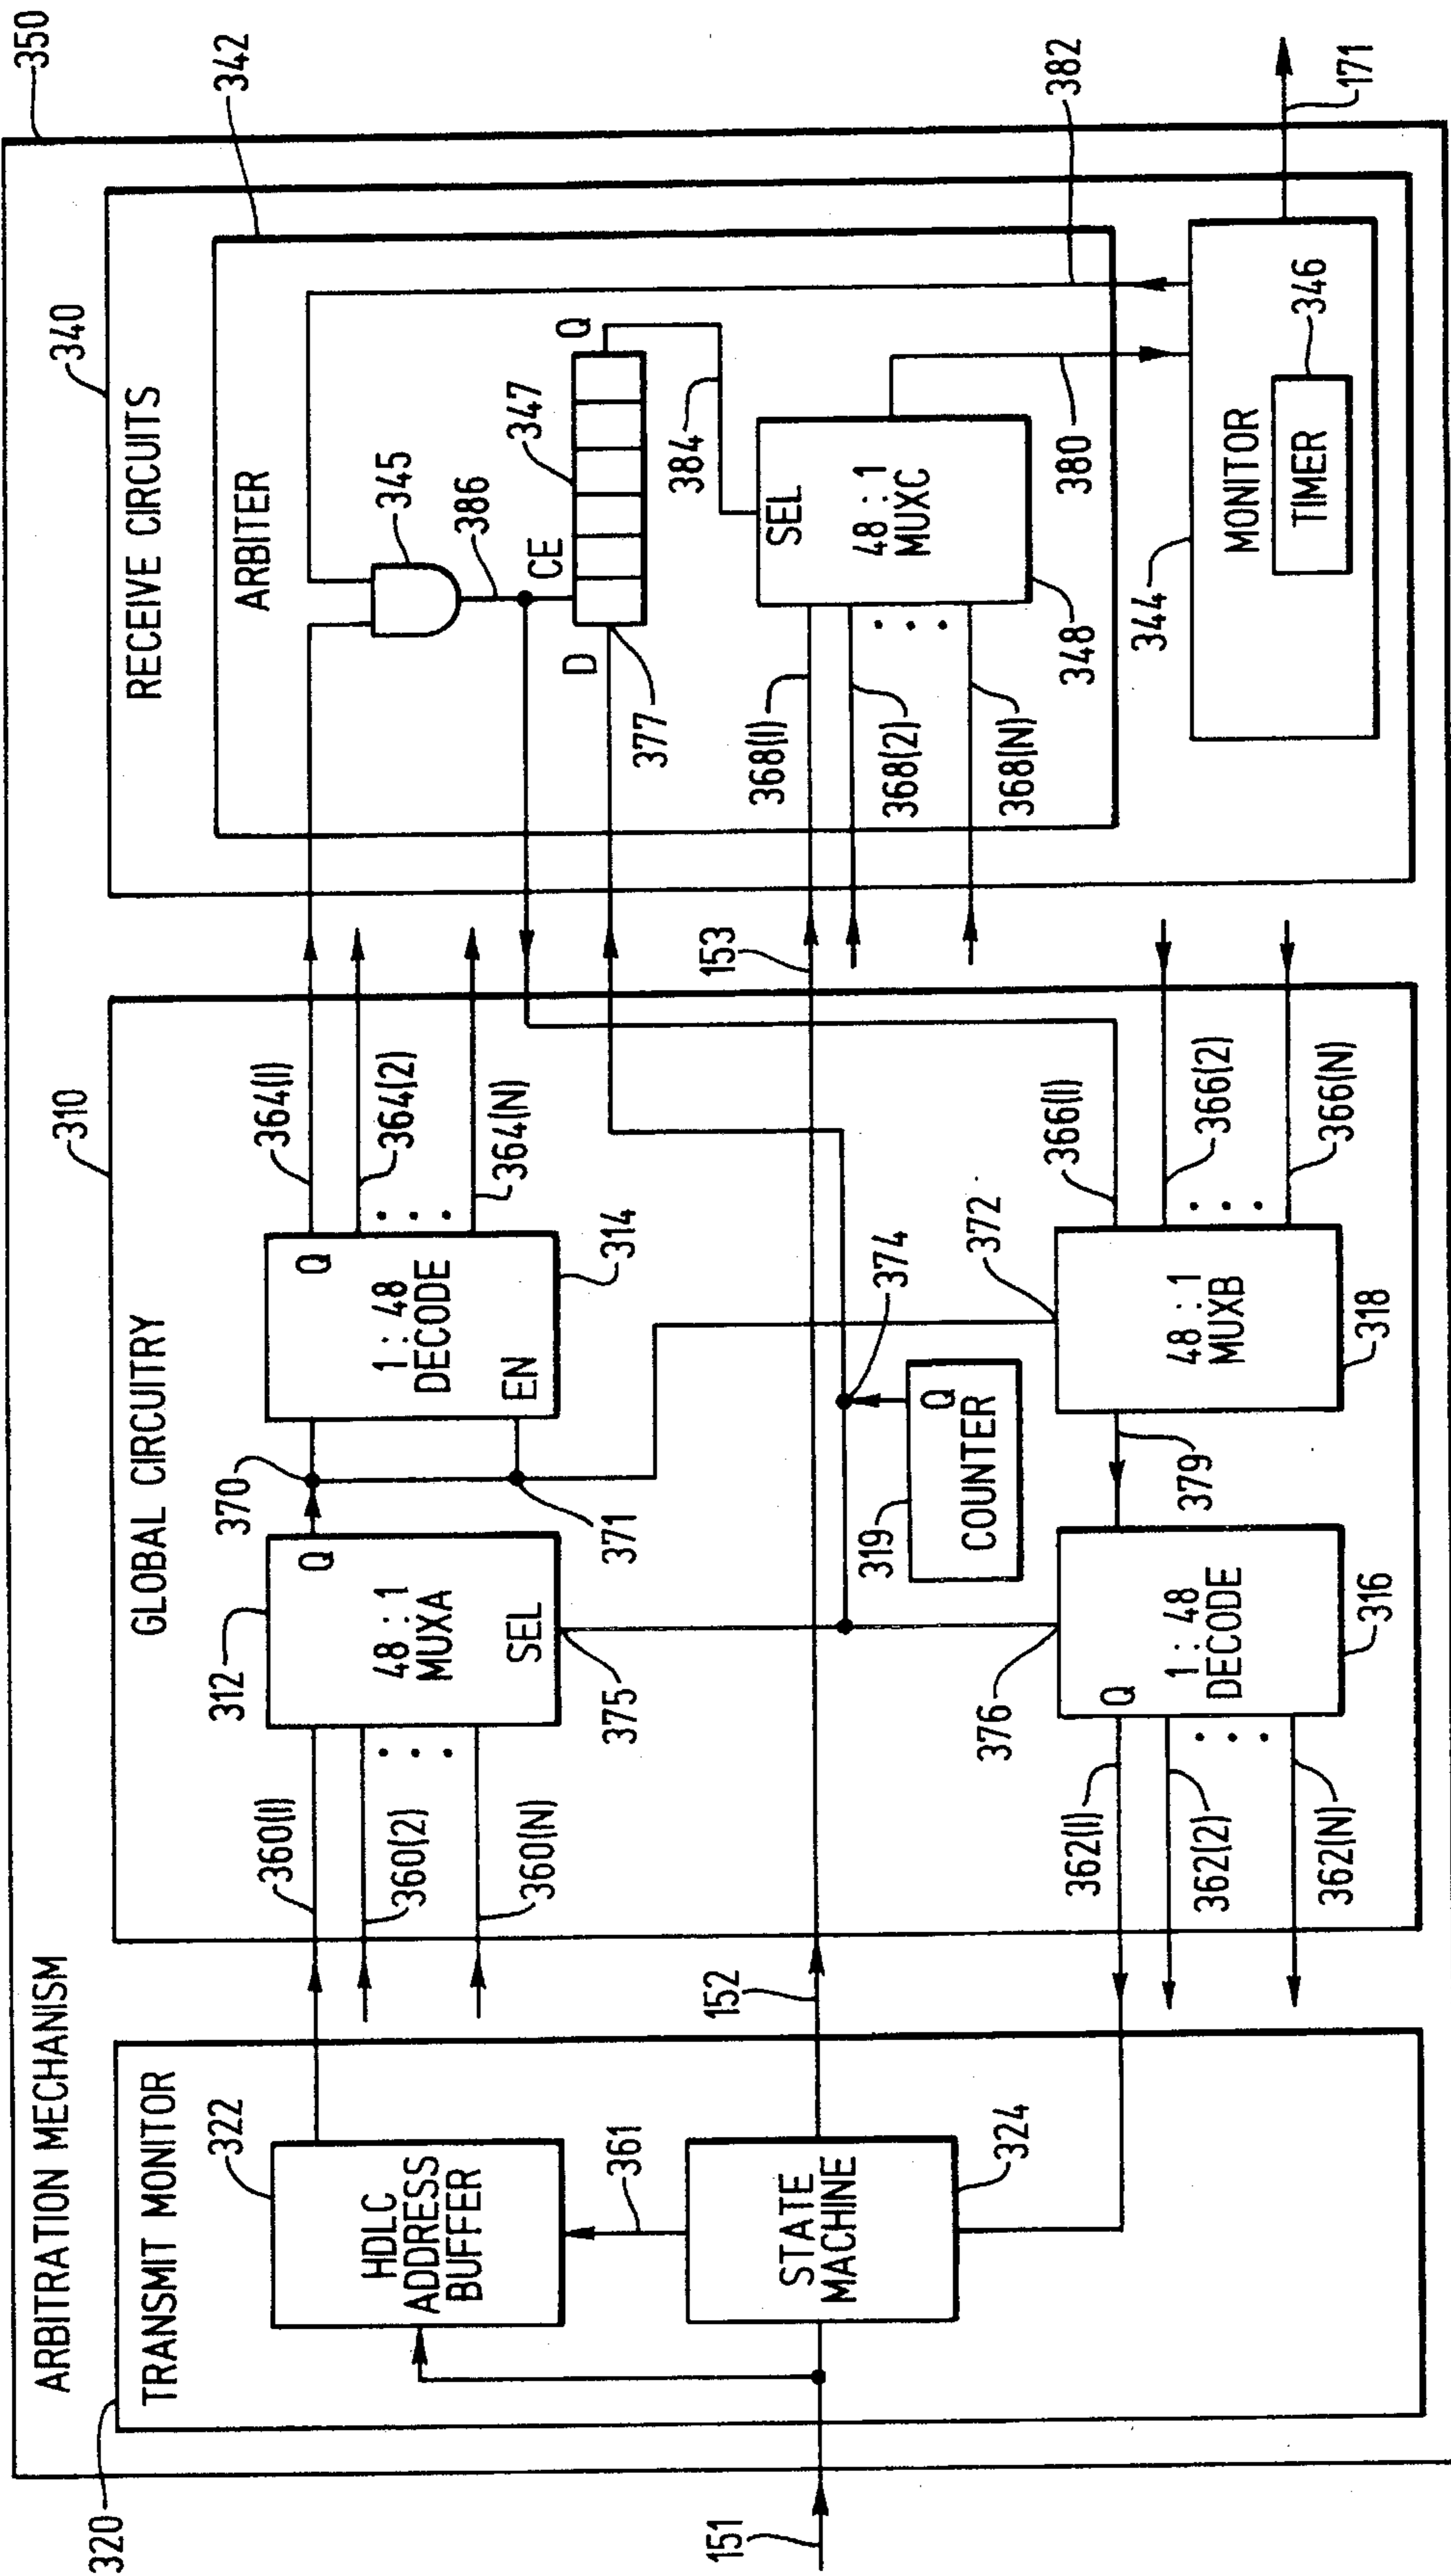 ARBITRATION MECHANISM
350
320
TRANSMIT MONITOR
322
HDLC
ADDRESS
BUFFER
361
STATE
MACHINE
324
151
152
310
GLOBAL CIRCUITRY
360(1)
360(2)
360(N)
312
Q
48 : 1
MUXA
SEL
375
370
371
Q
1 : 48
DECODE
EN
314
364(1)
364(2)
364(N)
153
374
Q
COUNTER
319
376
Q
1 : 48
DECODE
316
362(1)
362(2)
362(N)
379
372
48 : 1
MUXB
318
366(1)
366(2)
366(N)
340
RECEIVE CIRCUITS
342
ARBITER
345
386
CE
347
D
Q
377
384
SEL
48 : 1
MUXC
348
368(1)
368(2)
368(N)
380
382
344
MONITOR
TIMER
346
171